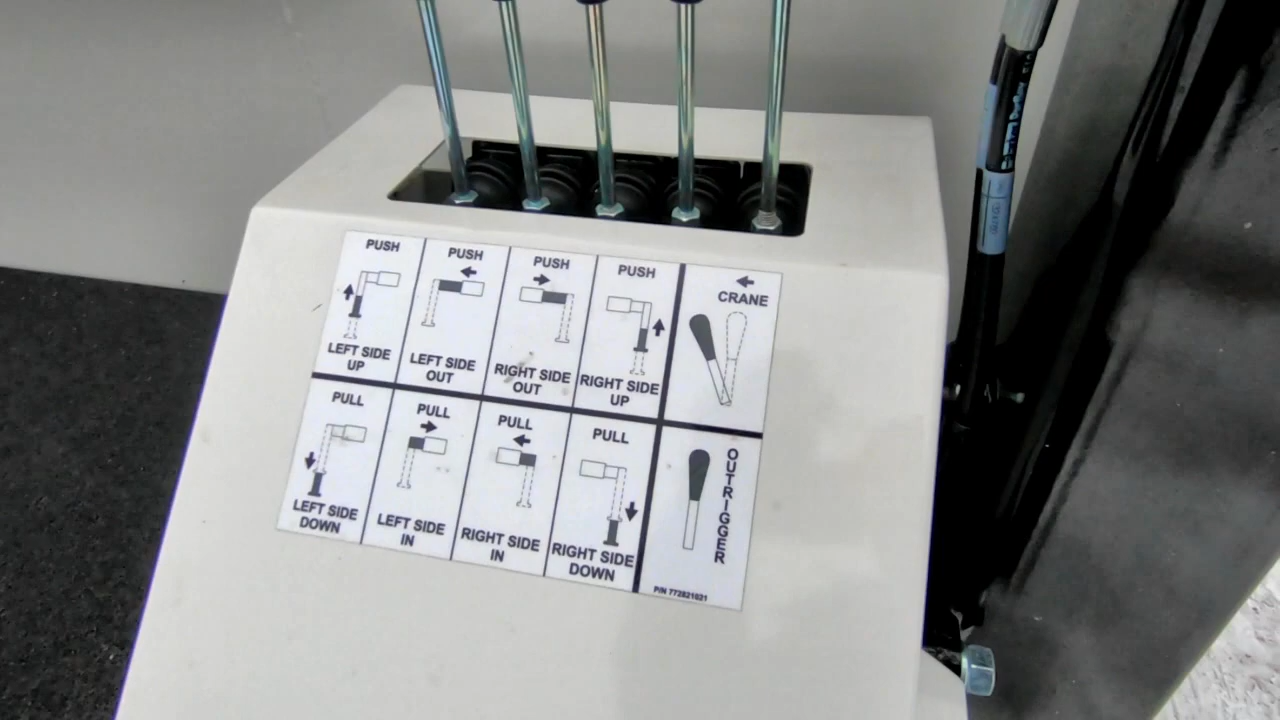 PUSH
LEFT SIDE
UP
PUSH
LEFT SIDE
OUT
PUSH
RIGHT SIDE
OUT
PUSH
RIGHT SIDE
UP
CRANE
PULL
LEFT SIDE
DOWN
PULL
LEFT SIDE
IN
PULL
RIGHT SIDE
IN
PULL
RIGHT SIDE
DOWN
OUTRIGGER
P/N 772821021